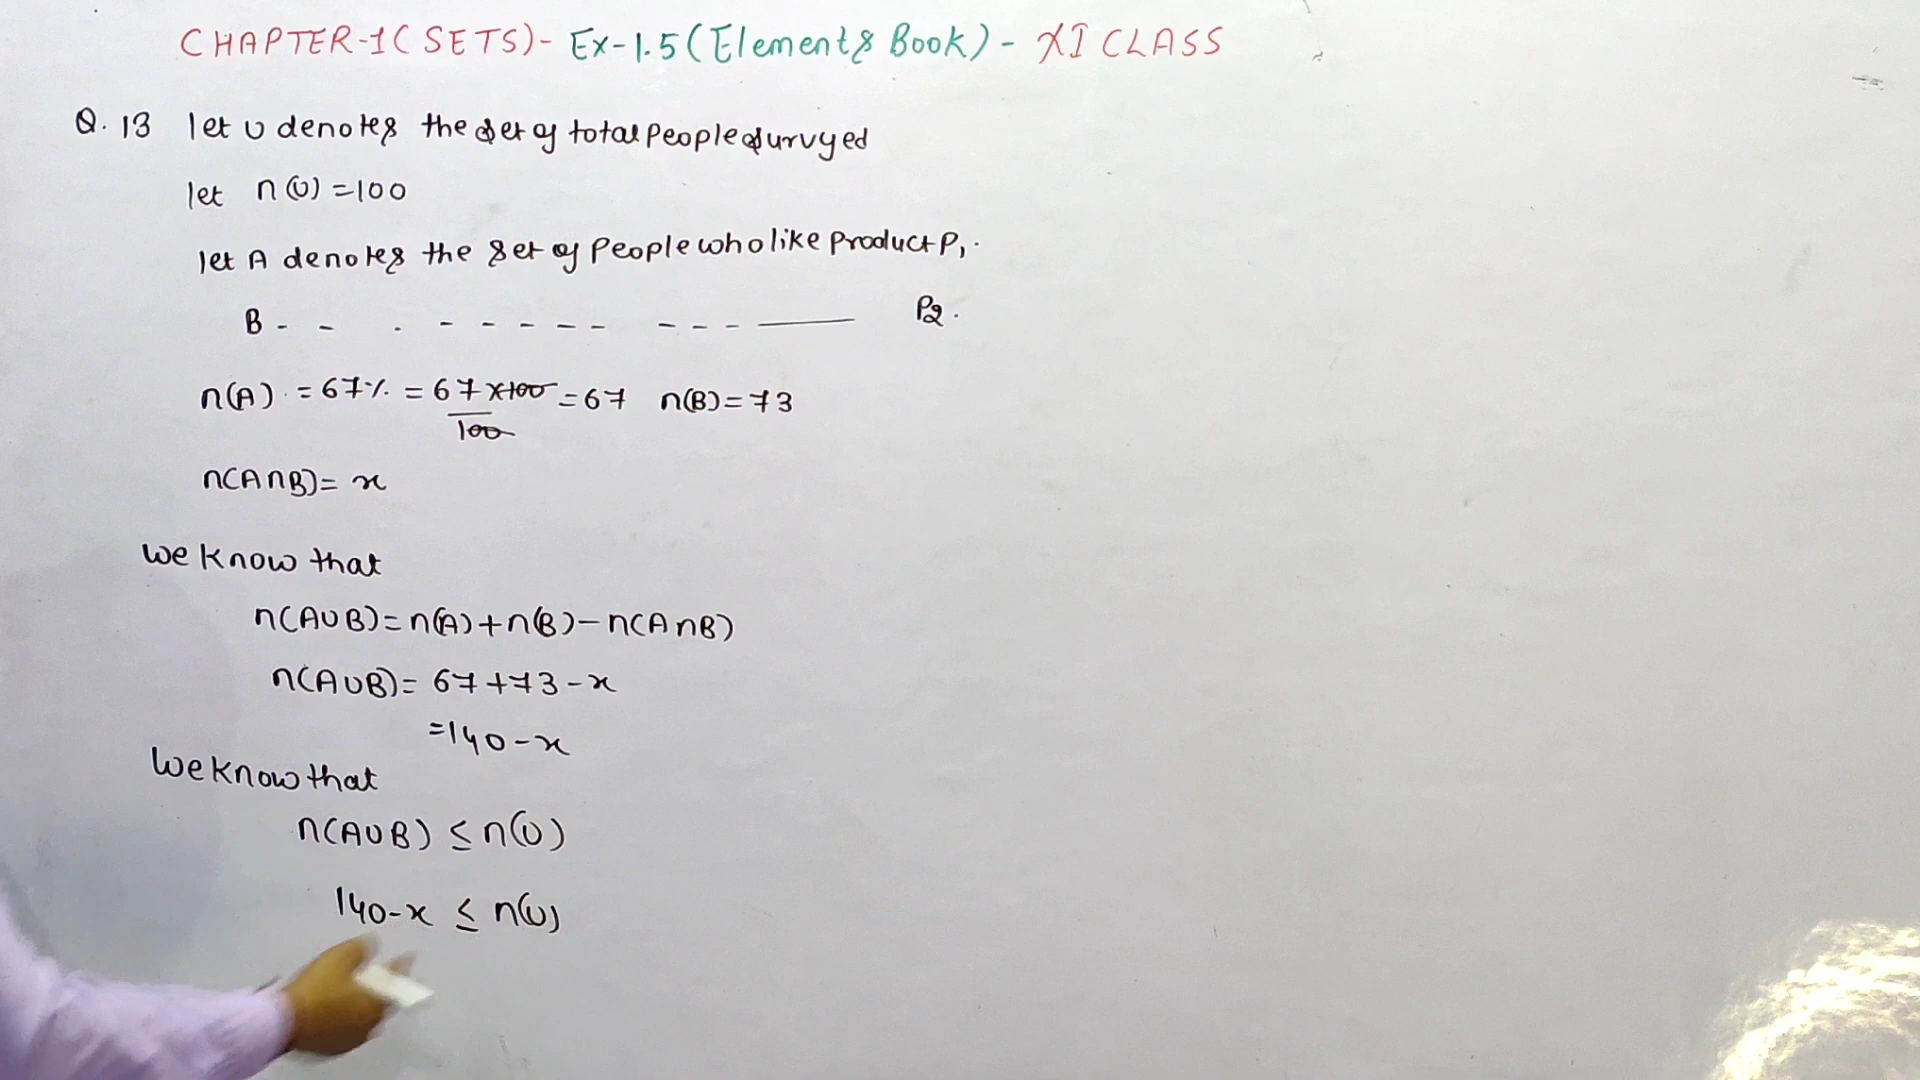 CHAPTER-1(SETS)- Ex-1.5(Elements Book)- XI CLASS
Q.13 let U denotes the set of total People survyed
let n(U)=100
let A denotes the set of People who like Product P₁.
B - - . - - - - - - - - —— P₂.
n(A) = 67% = 67×100/100 = 67 n(B)=73
n(A∩B)= x
We know that
n(A∪B)=n(A)+n(B)-n(A∩B)
n(A∪B)= 67+73-x
=140-x
We know that
n(A∪B) ≤ n(U)
140-x ≤ n(U)